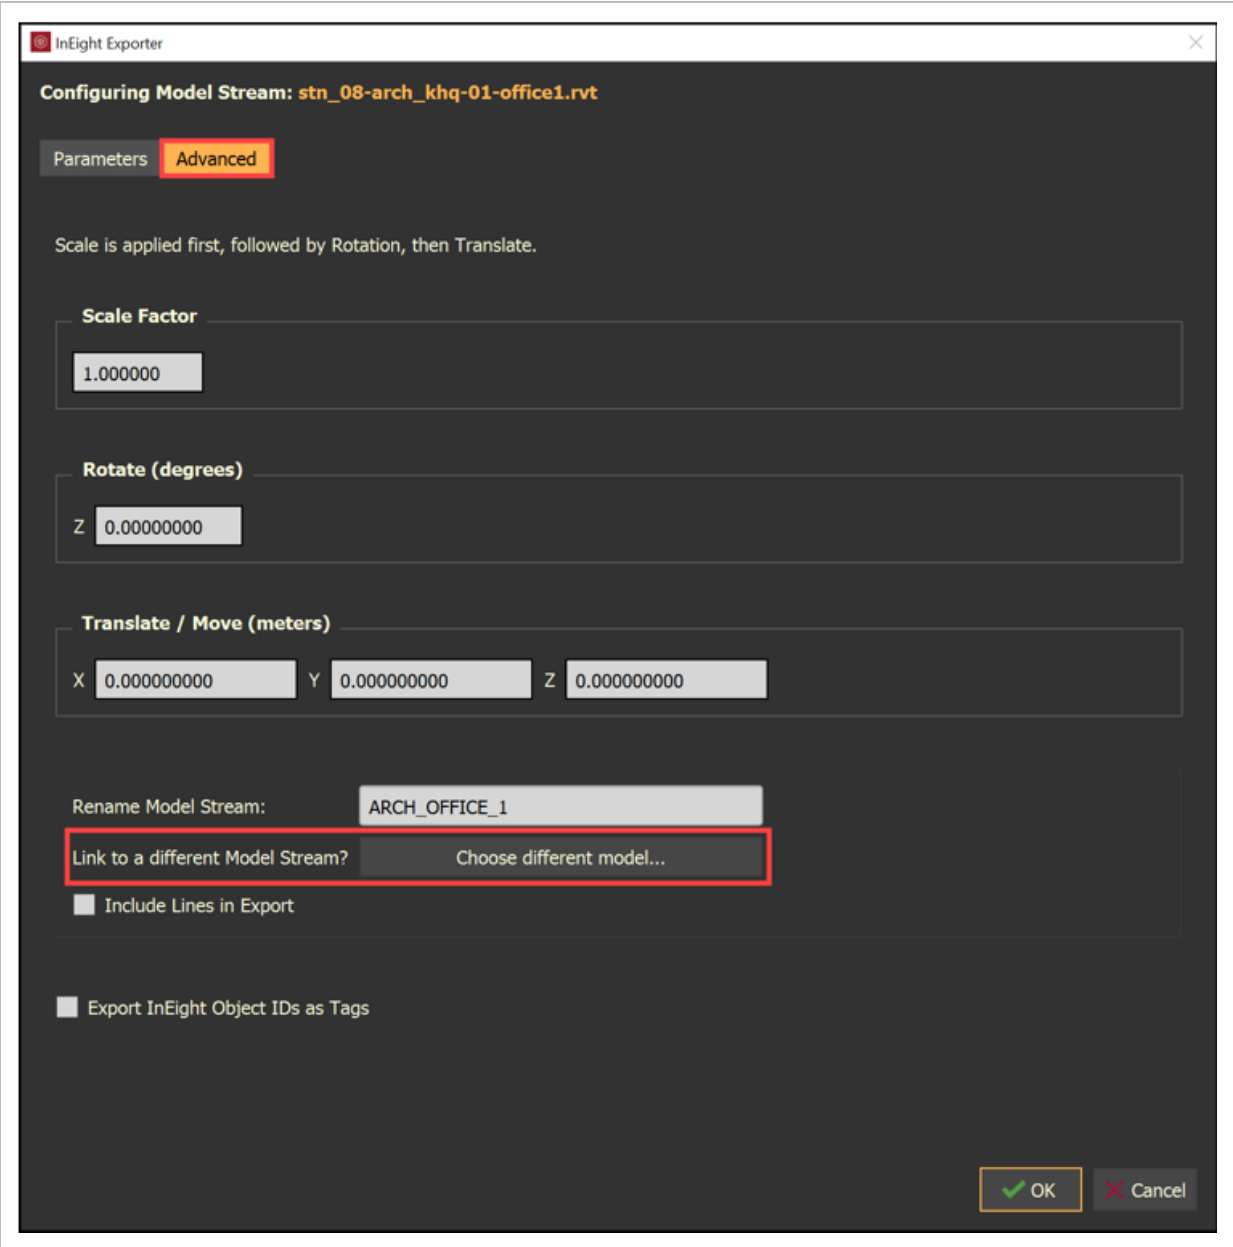 InEight Exporter
Configuring Model Stream: stn_08-arch_khq-01-office1.rvt
Parameters Advanced
Scale is applied first, followed by Rotation, then Translate.
Scale Factor
1.000000
Rotate (degrees)
Z 0.00000000
Translate / Move (meters)
X 0.000000000 Y 0.000000000 Z 0.000000000
Rename Model Stream: ARCH_OFFICE_1
Link to a different Model Stream? Choose different model...
Include Lines in Export
Export InEight Object IDs as Tags
OK Cancel